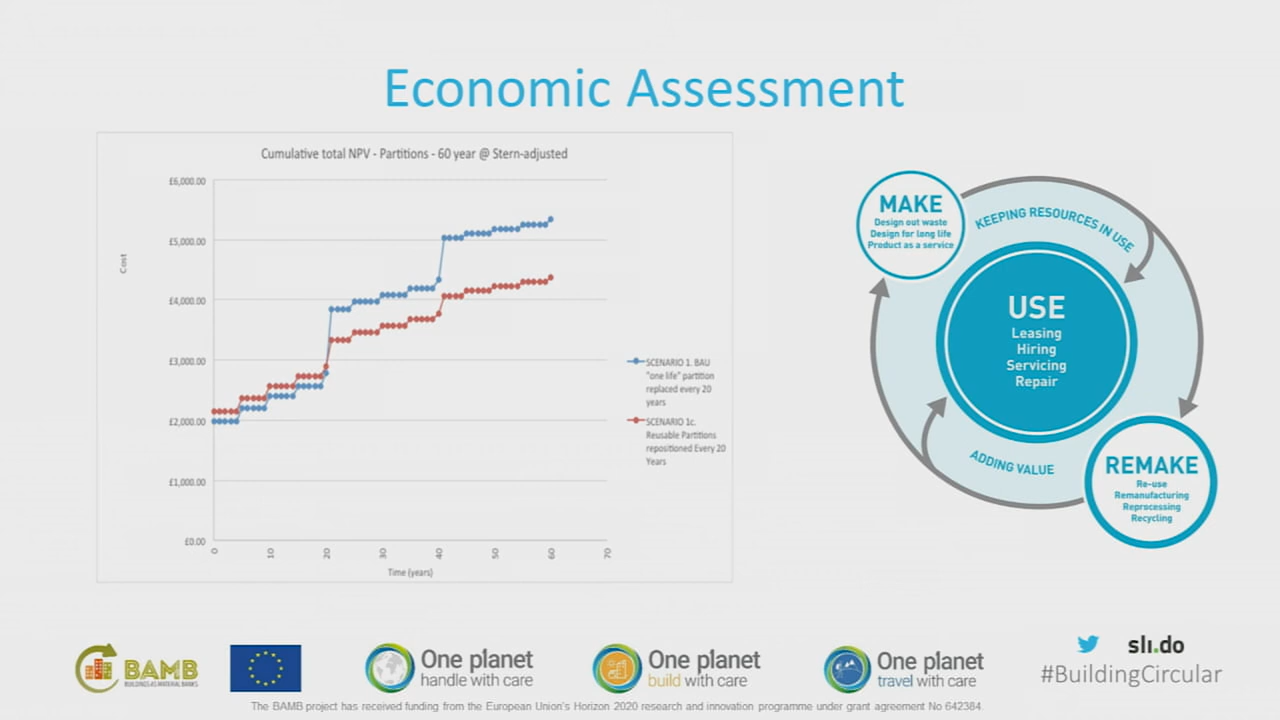 Economic Assessment
Cumulative total NPV - Partitions - 60 year @ Stern-adjusted
£6,000.00
£5,000.00
£4,000.00
£3,000.00
£2,000.00
£1,000.00
£0.00
Cost
0
10
20
30
40
50
60
70
Time (years)
SCENARIO 1. BAU
"one life" partition
replaced every 20
years
SCENARIO 1c.
Reusable Partitions
repositioned Every 20
Years
MAKE
Design out waste
Design for long life
Product as a service
KEEPING RESOURCES IN USE
USE
Leasing
Hiring
Servicing
Repair
ADDING VALUE
REMAKE
Re-use
Remanufacturing
Reprocessing
Recycling
BAMB
BUILDINGS AS MATERIAL BANKS
One planet
handle with care
One planet
build with care
One planet
travel with care
sli.do
#BuildingCircular
The BAMB project has received funding from the European Union's Horizon 2020 research and innovation programme under grant agreement No 642384.